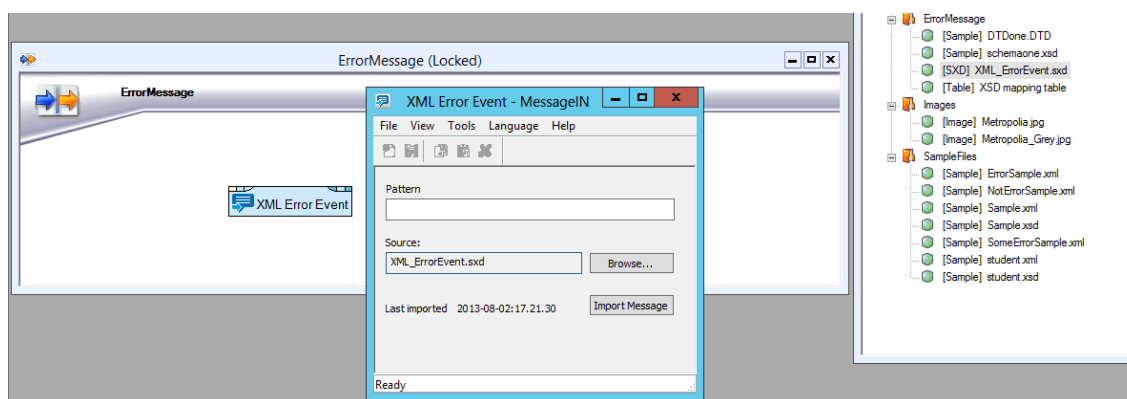 ErrorMessage (Locked)
ErrorMessage
XML Error Event
XML Error Event - MessageIN
File View Tools Language Help
Pattern
Source:
XML_ErrorEvent.sxd
Browse...
Last imported 2013-08-02:17.21.30
Import Message
Ready
ErrorMessage
[Sample] DTDone.DTD
[Sample] schemaone.xsd
[SXD] XML_ErrorEvent.sxd
[Table] XSD mapping table
Images
[Image] Metropolia.jpg
[Image] Metropolia_Grey.jpg
SampleFiles
[Sample] ErrorSample.xml
[Sample] NotErrorSample.xml
[Sample] Sample.xml
[Sample] Sample.xsd
[Sample] SomeErrorSample.xml
[Sample] student.xml
[Sample] student.xsd